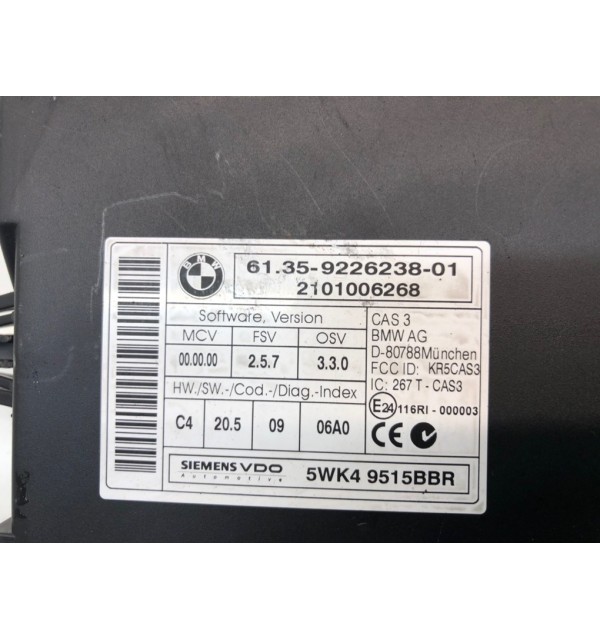 BMW
61.35-9226238-01
2101006268
Software, Version
MCV FSV OSV
00.00.00 2.5.7 3.3.0
HW./SW.-/Cod.-/Diag.-Index
C4 20.5 09 06A0
CAS 3
BMW AG
D-80788München
FCC ID: KR5CAS3
IC: 267 T - CAS3
E24 116RI - 000003
CE
SIEMENS VDO
Automotive
5WK4 9515BBR